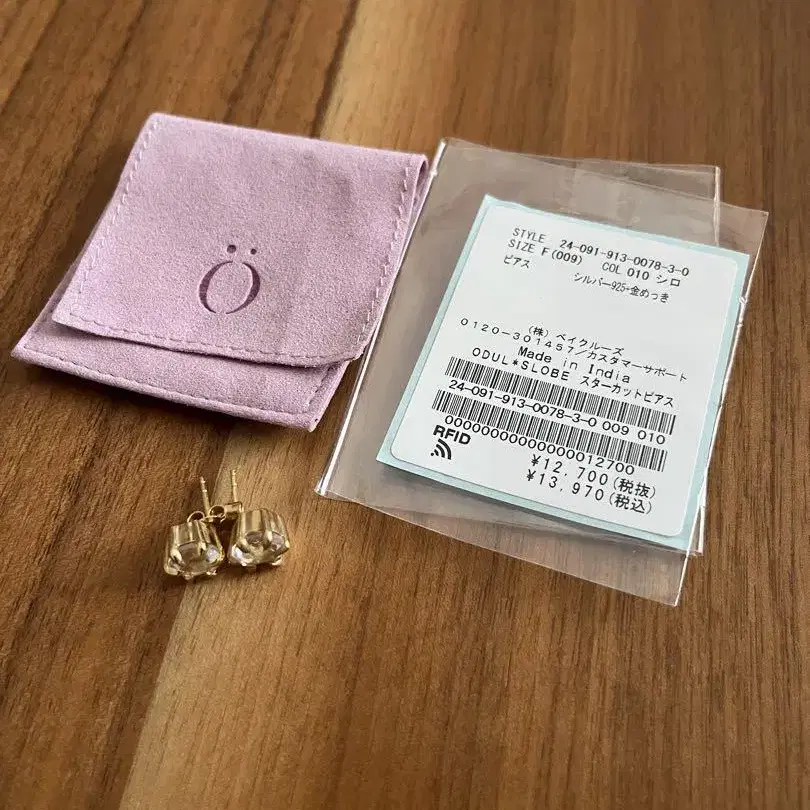 Ö
STYLE 24-091-913-0078-3-0
SIZE F(009) COL 010 シロ
ピアス
シルバー925+金めっき
(株) ベイクルーズ
0120-301457/カスタマーサポート
Made in India
ODUL*SLOBE スターカットピアス
24-091-913-0078-3-0 009 010
00000000000000012700
RFID
¥12,700(税抜)
¥13,970(税込)